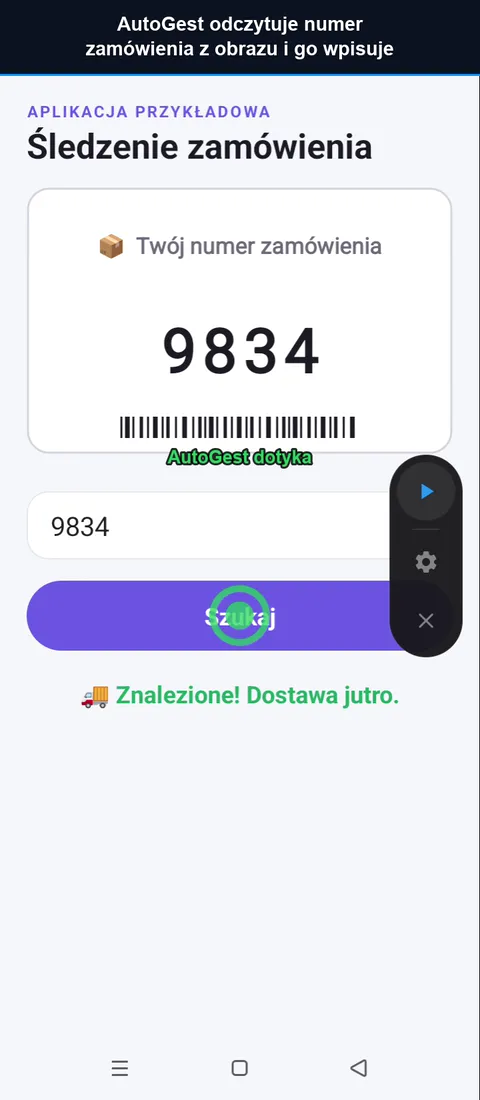 AutoGest odczytuje numer
zamówienia z obrazu i go wpisuje
APLIKACJA PRZYKŁADOWA
Śledzenie zamówienia
Twój numer zamówienia
9834
AutoGest dotyka
9834
Szukaj
Znalezione! Dostawa jutro.